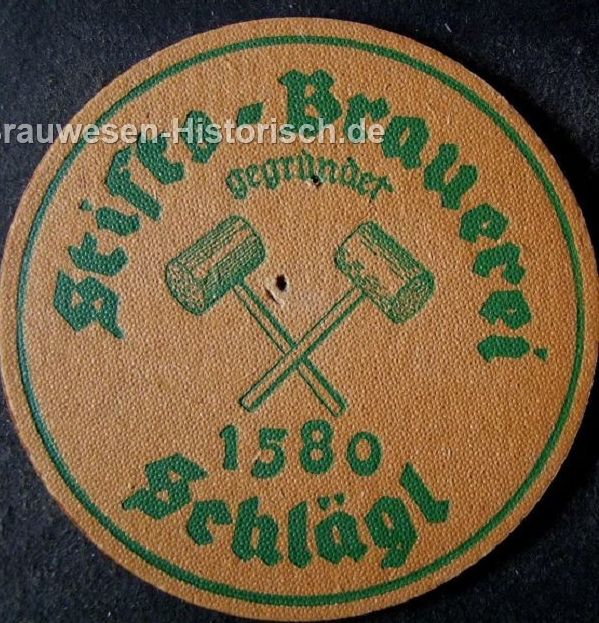 Stifts-Brauerei
Brauwesen-Historisch.de
gegründet
1580
Schlägl